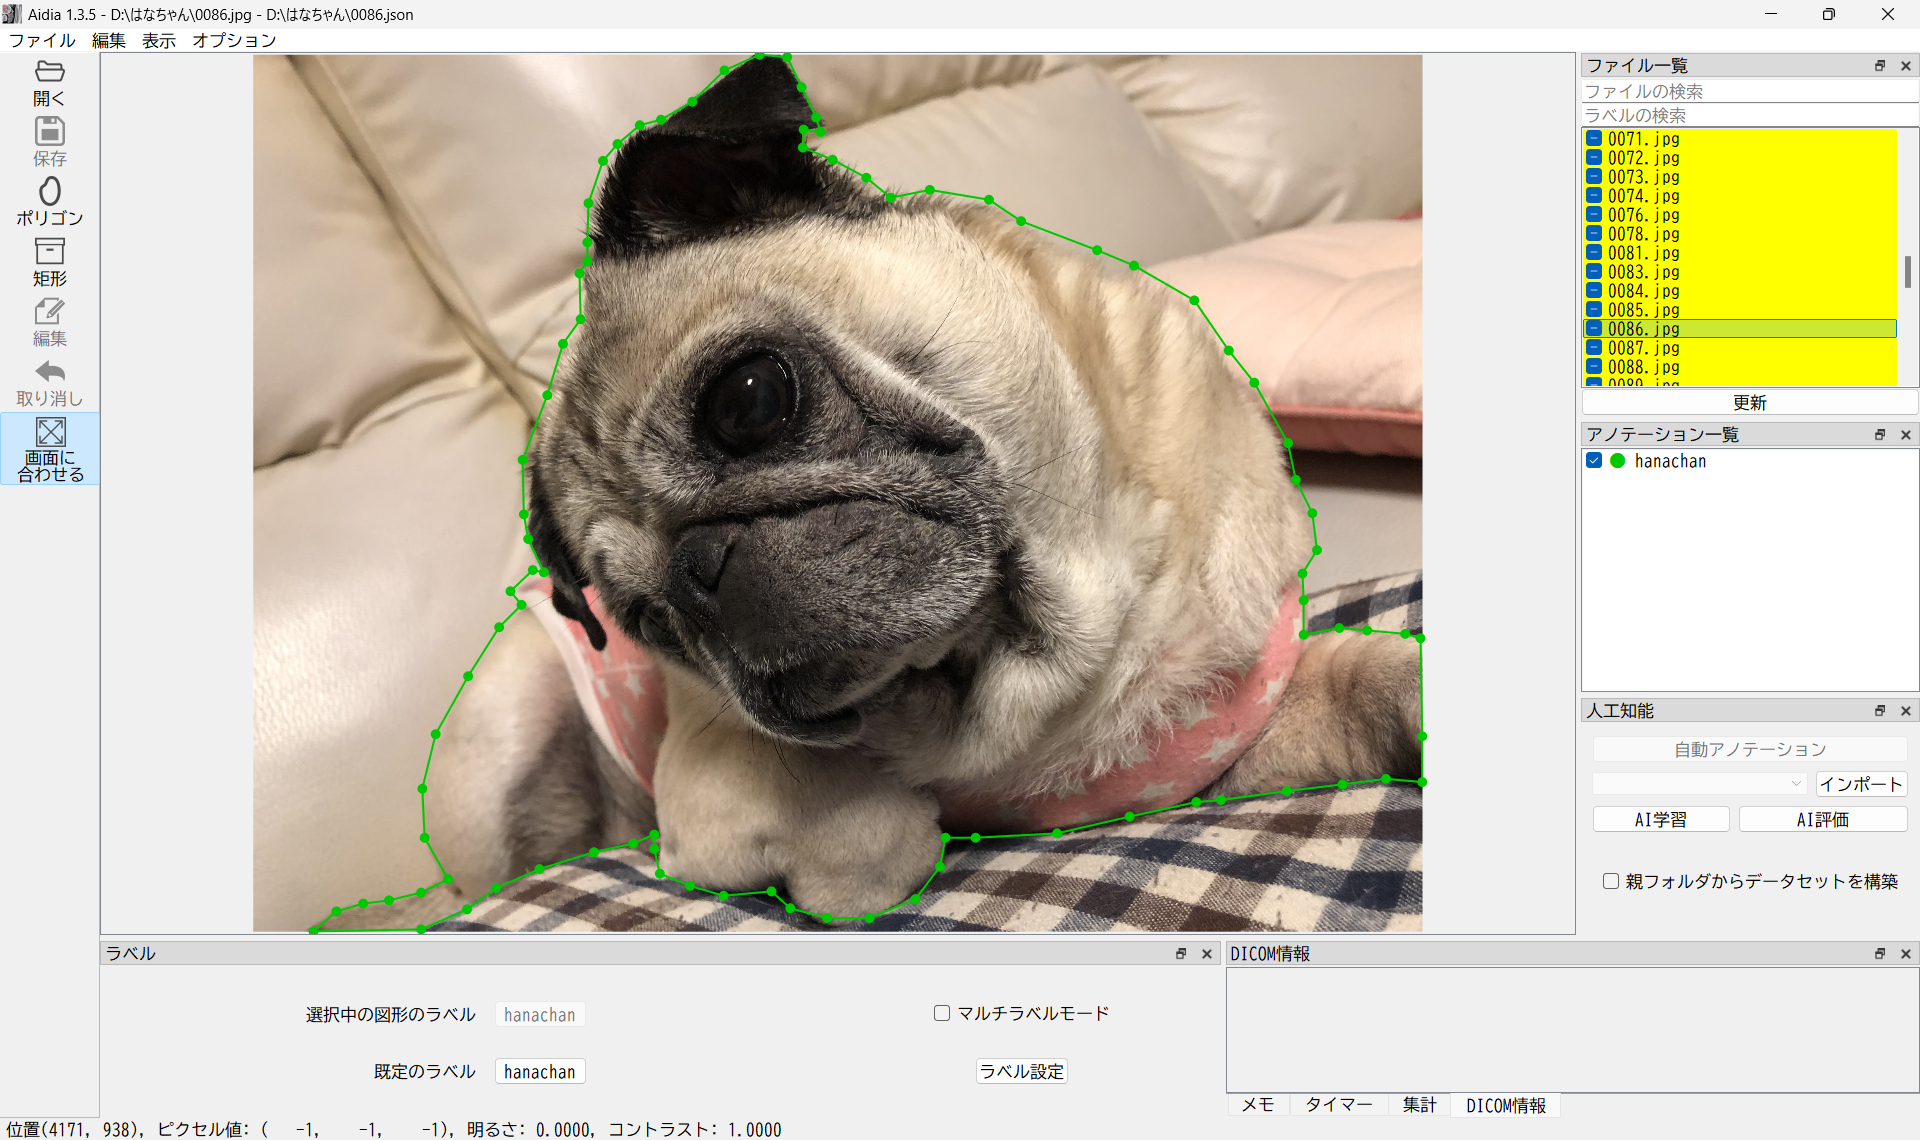 Aidia 1.3.5 - D:\はなちゃん\0086.jpg - D:\はなちゃん\0086.json
ファイル 編集 表示 オプション
開く
保存
ポリゴン
矩形
編集
取り消し
画面に
合わせる
ファイル一覧
ファイルの検索
ラベルの検索
0071.jpg
0072.jpg
0073.jpg
0074.jpg
0076.jpg
0078.jpg
0081.jpg
0083.jpg
0084.jpg
0085.jpg
0086.jpg
0087.jpg
0088.jpg
0089.jpg
更新
アノテーション一覧
hanachan
人工知能
自動アノテーション
インポート
AI学習 AI評価
親フォルダからデータセットを構築
ラベル
選択中の図形のラベル hanachan
マルチラベルモード
既定のラベル hanachan
ラベル設定
DICOM情報
メモ タイマー 集計 DICOM情報
位置(4171, 938), ピクセル値: ( -1, -1, -1), 明るさ: 0.0000, コントラスト: 1.0000